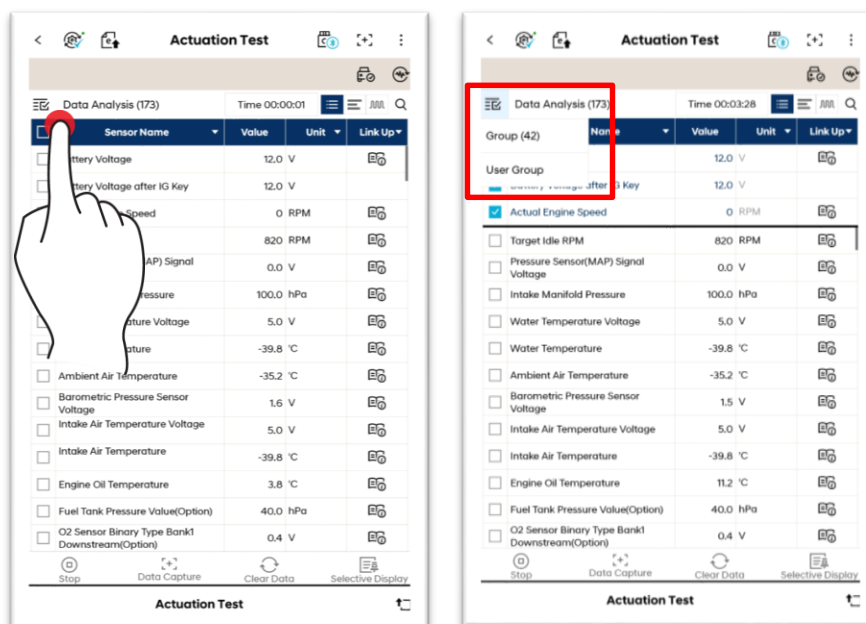 Actuation Test
Data Analysis (173)
Time 00:00:01
Sensor Name
Value
Unit
Link Up
Battery Voltage
12.0 V
Battery Voltage after IG Key
12.0 V
Speed
0 RPM
820 RPM
AP) Signal
0.0 V
ressure
100.0 hPa
ature Voltage
5.0 V
ature
-39.8 °C
Ambient Air Temperature
-35.2 °C
Barometric Pressure Sensor
Voltage
1.6 V
Intake Air Temperature Voltage
5.0 V
Intake Air Temperature
-39.8 °C
Engine Oil Temperature
3.8 °C
Fuel Tank Pressure Value(Option)
40.0 hPa
O2 Sensor Binary Type Bank1
Downstream(Option)
0.4 V
Stop
Data Capture
Clear Data
Selective Display
Actuation Test
Actuation Test
Data Analysis (173)
Time 00:03:28
Group (42)
User Group
Name
Value
Unit
Link Up
12.0 V
Battery Voltage after IG Key
12.0 V
Actual Engine Speed
0 RPM
Target Idle RPM
820 RPM
Pressure Sensor(MAP) Signal
Voltage
0.0 V
Intake Manifold Pressure
100.0 hPa
Water Temperature Voltage
5.0 V
Water Temperature
-39.8 °C
Ambient Air Temperature
-35.2 °C
Barometric Pressure Sensor
Voltage
1.5 V
Intake Air Temperature Voltage
5.0 V
Intake Air Temperature
-39.8 °C
Engine Oil Temperature
11.2 °C
Fuel Tank Pressure Value(Option)
40.0 hPa
O2 Sensor Binary Type Bank1
Downstream(Option)
0.4 V
Stop
Data Capture
Clear Data
Selective Display
Actuation Test